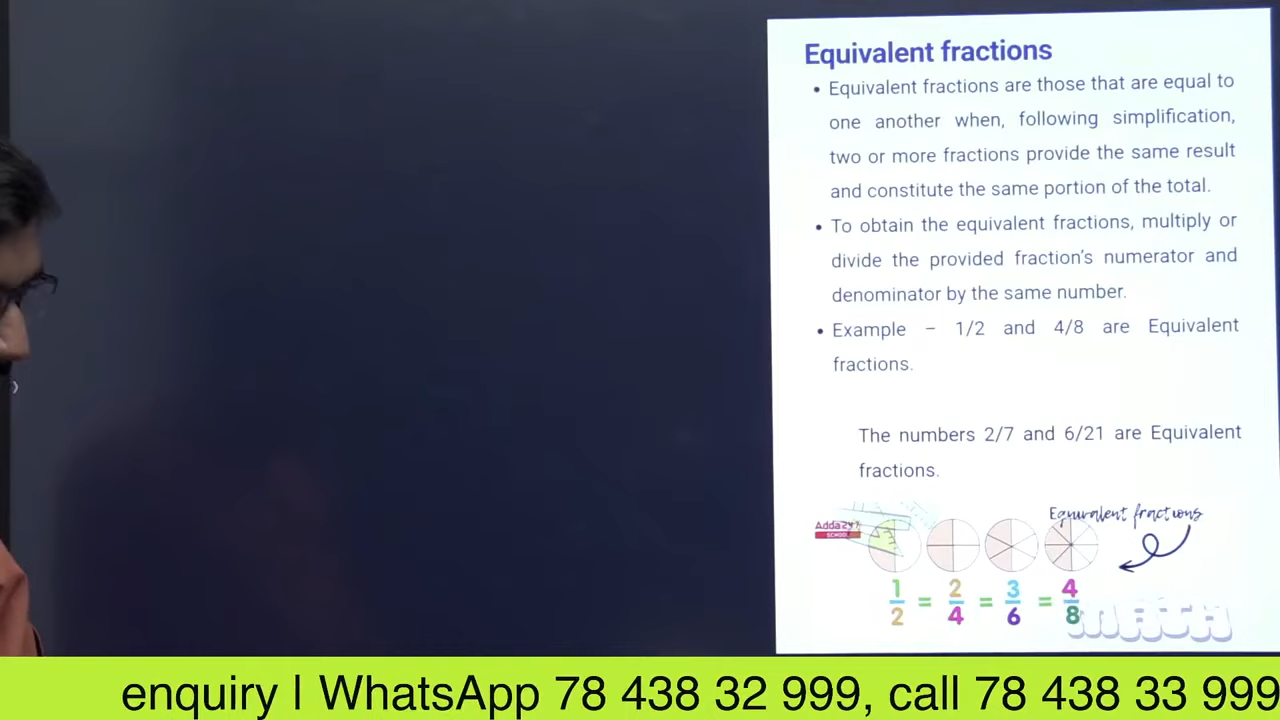 Equivalent fractions
• Equivalent fractions are those that are equal to
one another when, following simplification,
two or more fractions provide the same result
and constitute the same portion of the total.
• To obtain the equivalent fractions, multiply or
divide the provided fraction's numerator and
denominator by the same number.
• Example – 1/2 and 4/8 are Equivalent
fractions.
The numbers 2/7 and 6/21 are Equivalent
fractions.
Equivalent fractions
Adda247
SCHOOL
1/2 = 2/4 = 3/6 = 4/8
MATH
enquiry I WhatsApp 78 438 32 999, call 78 438 33 999